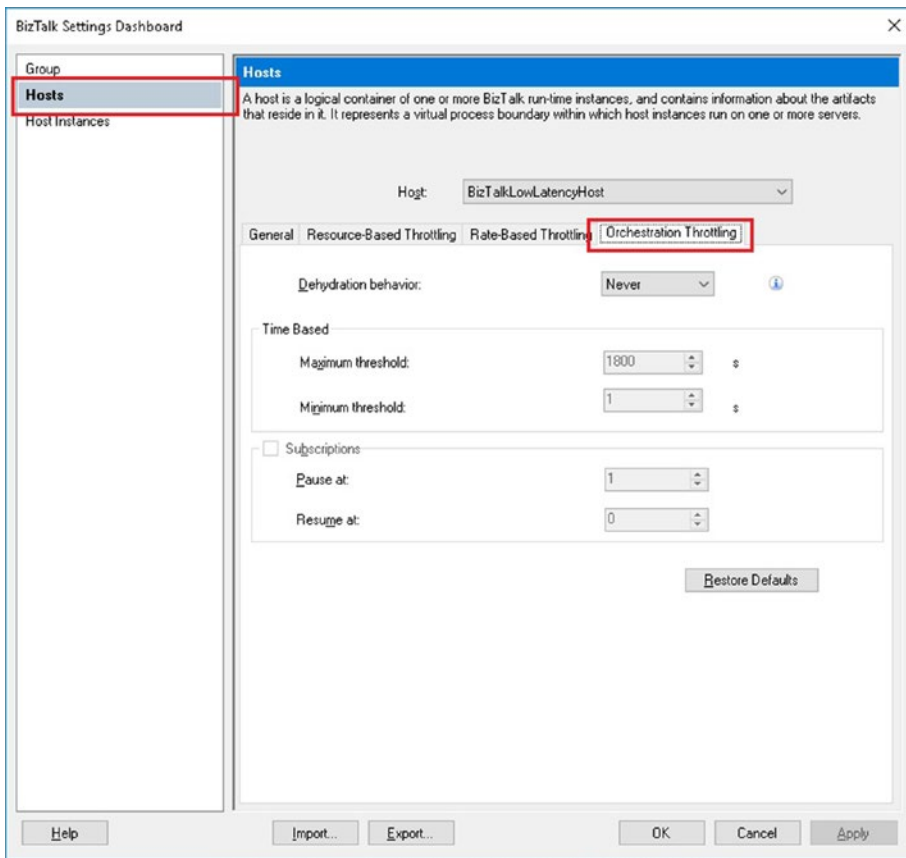 BizTalk Settings Dashboard
Group
Hosts
Host Instances
Hosts
A host is a logical container of one or more BizTalk run-time instances, and contains information about the artifacts
that reside in it. It represents a virtual process boundary within which host instances run on one or more servers.
Host: BizTalkLowLatencyHost
General Resource-Based Throttling Rate-Based Throttling Orchestration Throttling
Dehydration behavior: Never
Time Based
Maximum threshold: 1800 s
Minimum threshold: 1 s
Subscriptions
Pause at: 1
Resume at: 0
Restore Defaults
Help Import... Export... OK Cancel Apply